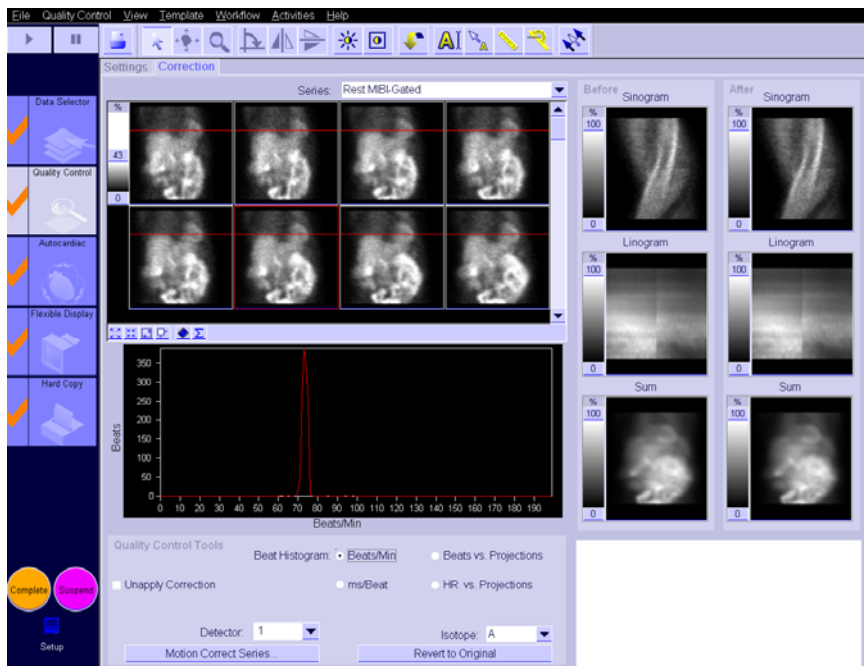 File Quality Control View Template Workflow Activities Help
Settings Correction
Series: Rest MIBI-Gated
%
43
0
Data Selector
Quality Control
Autocardiac
Flexible Display
Hard Copy
Complete Suspend
Setup
Beats
350
300
250
200
150
100
50
0
0 10 20 30 40 50 60 70 80 90 100 110 120 130 140 150 160 170 180 190
Beats/Min
Quality Control Tools
Beat Histogram: Beats/Min Beats vs. Projections
Unapply Correction ms/Beat HR vs. Projections
Detector: 1 Isotope: A
Motion Correct Series... Revert to Original
Before
Sinogram
%
100
0
Linogram
%
100
0
Sum
%
100
0
After
Sinogram
%
100
0
Linogram
%
100
0
Sum
%
100
0